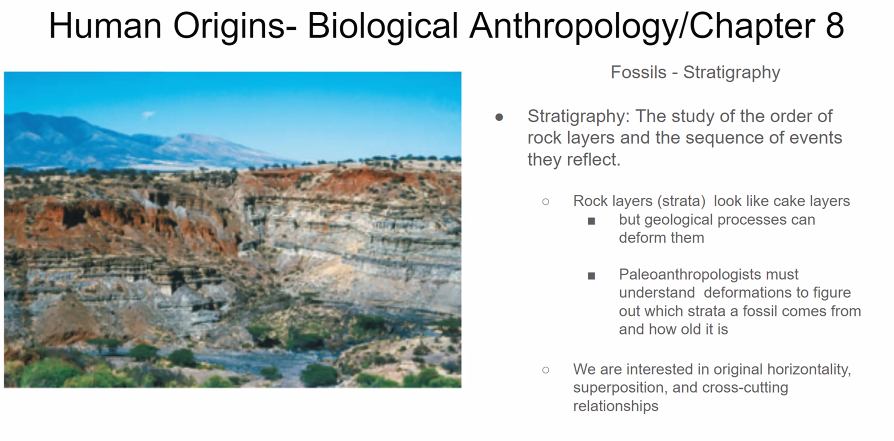 Human Origins- Biological Anthropology/Chapter 8
Fossils - Stratigraphy
● Stratigraphy: The study of the order of
rock layers and the sequence of events
they reflect.
○ Rock layers (strata) look like cake layers
■ but geological processes can
deform them
■ Paleoanthropologists must
understand deformations to figure
out which strata a fossil comes from
and how old it is
○ We are interested in original horizontality,
superposition, and cross-cutting
relationships